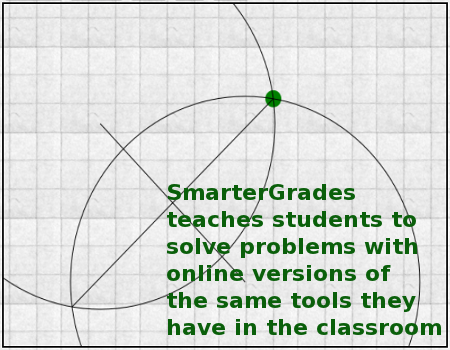 SmarterGrades
teaches students to
solve problems with
online versions of
the same tools they
have in the classroom